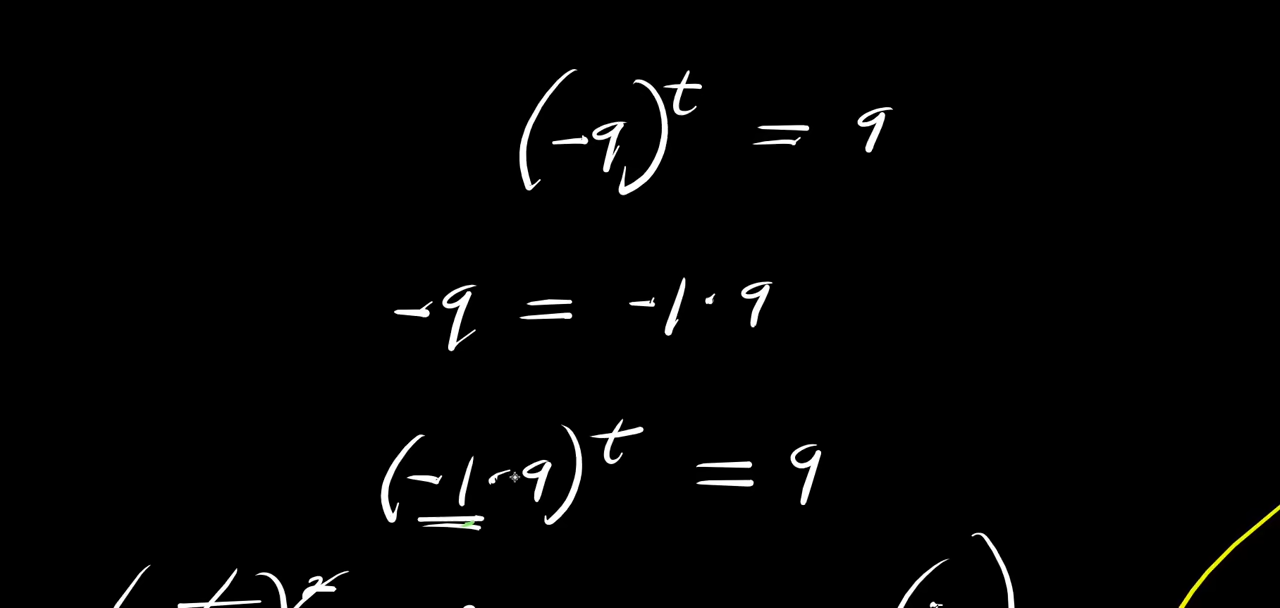 (-9)^t = 9
-9 = -1·9
(-1·9)^t = 9